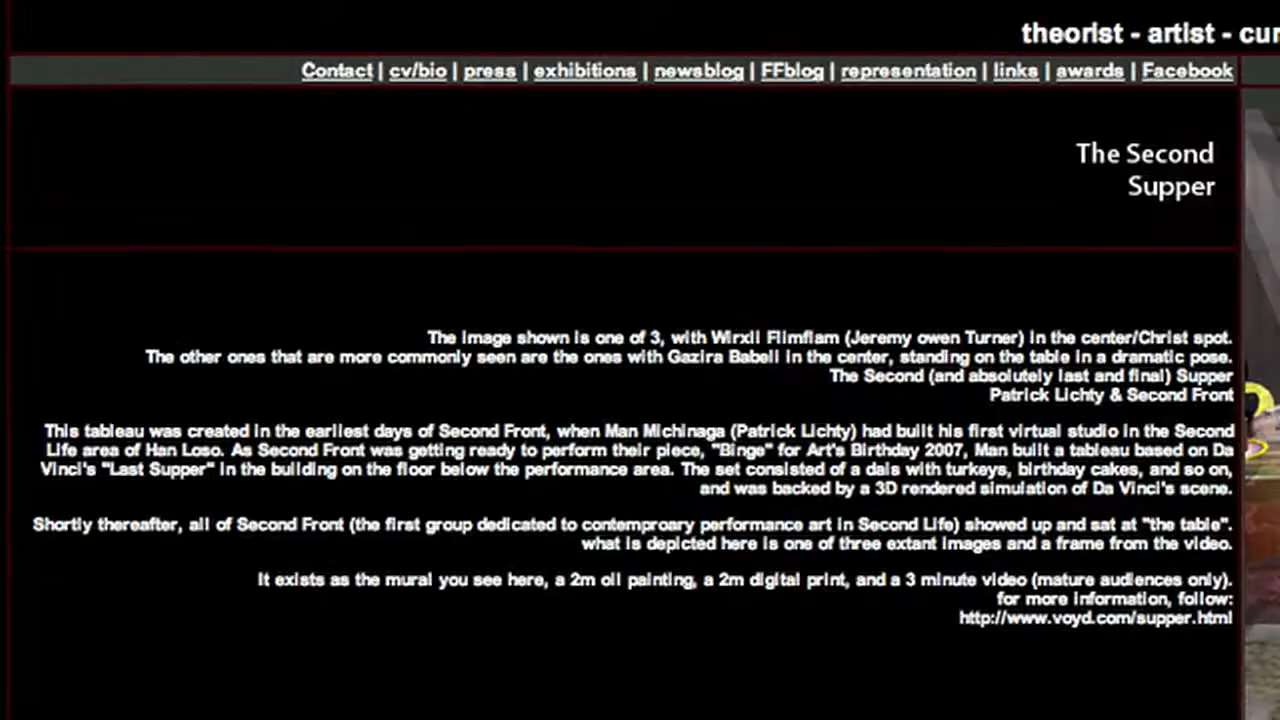 theorist - artist - cur
Contact | cv/bio | press | exhibitions | newsblog | FFblog | representation | links | awards | Facebook
The Second
Supper
The image shown is one of 3, with Wirxli Flimflam (Jeremy owen Turner) in the center/Christ spot.
The other ones that are more commonly seen are the ones with Gazira Babeli in the center, standing on the table in a dramatic pose.
The Second (and absolutely last and final) Supper
Patrick Lichty & Second Front
This tableau was created in the earliest days of Second Front, when Man Michinaga (Patrick Lichty) had built his first virtual studio in the Second
Life area of Han Loso. As Second Front was getting ready to perform their piece, "Binge" for Art's Birthday 2007, Man built a tableau based on Da
Vinci's "Last Supper" in the building on the floor below the performance area. The set consisted of a dais with turkeys, birthday cakes, and so on,
and was backed by a 3D rendered simulation of Da Vinci's scene.
Shortly thereafter, all of Second Front (the first group dedicated to contemproary performance art in Second Life) showed up and sat at "the table".
what is depicted here is one of three extant images and a frame from the video.
It exists as the mural you see here, a 2m oil painting, a 2m digital print, and a 3 minute video (mature audiences only).
for more information, follow:
http://www.voyd.com/supper.html